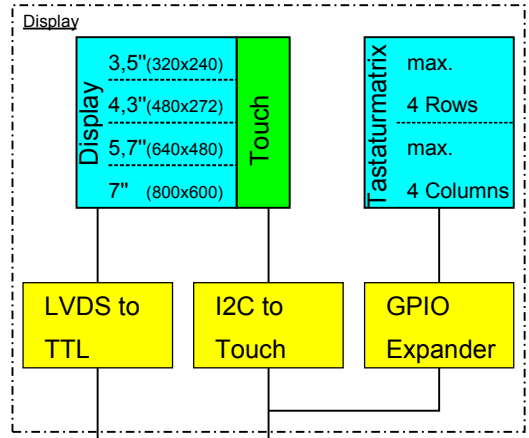 Display
Display
3,5"(320x240)
4,3"(480x272)
5,7"(640x480)
7" (800x600)
Touch
Tastaturmatrix
max.
4 Rows
max.
4 Columns
LVDS to
TTL
I2C to
Touch
GPIO
Expander